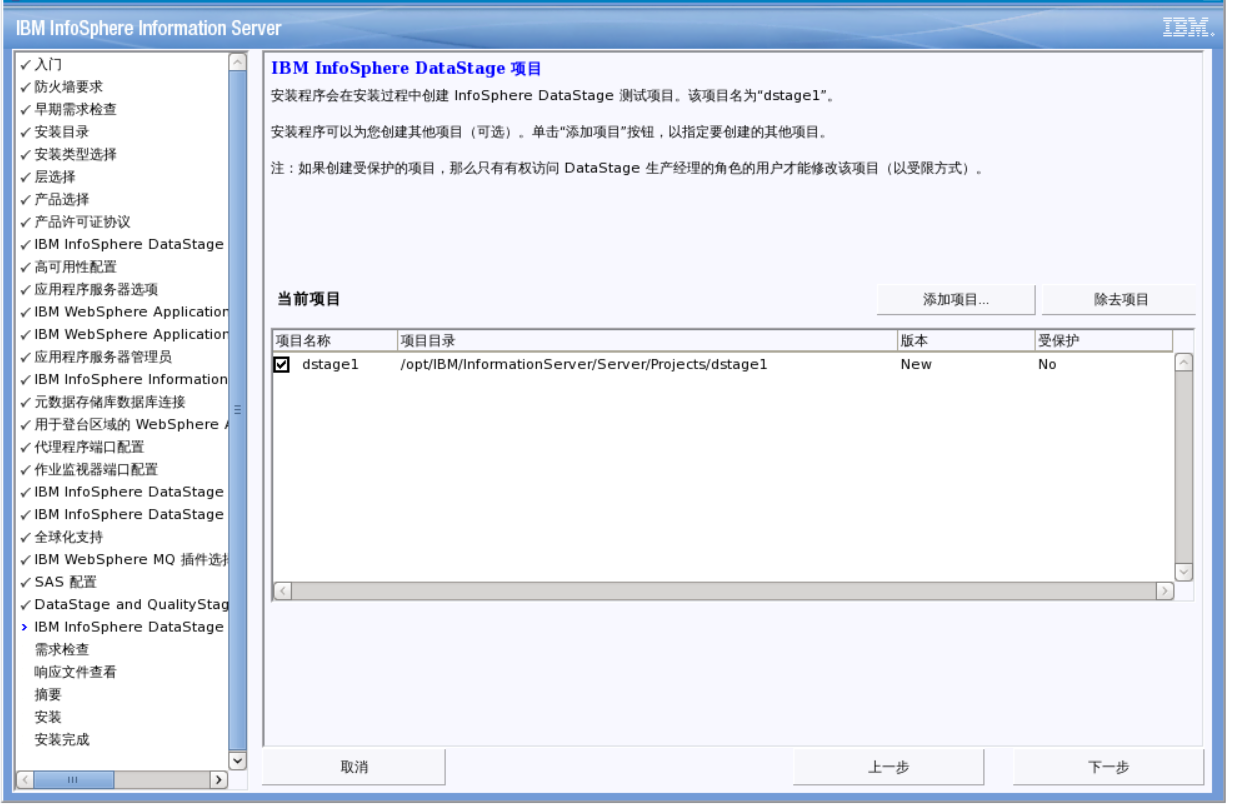 IBM InfoSphere Information Server
IBM.
入门
防火墙要求
早期需求检查
安装目录
安装类型选择
层选择
产品选择
产品许可证协议
IBM InfoSphere DataStage
高可用性配置
应用程序服务器选项
IBM WebSphere Application
IBM WebSphere Application
应用程序服务器管理员
IBM InfoSphere Information
元数据存储库数据库连接
用于登台区域的 WebSphere
代理程序端口配置
作业监视器端口配置
IBM InfoSphere DataStage
IBM InfoSphere DataStage
全球化支持
IBM WebSphere MQ 插件选择
SAS 配置
DataStage and QualityStag
IBM InfoSphere DataStage
需求检查
响应文件查看
摘要
安装
安装完成
IBM InfoSphere DataStage 项目
安装程序会在安装过程中创建 InfoSphere DataStage 测试项目。该项目名为“dstage1”。
安装程序可以为您创建其他项目（可选）。单击“添加项目”按钮，以指定要创建的其他项目。
注：如果创建受保护的项目，那么只有有权访问 DataStage 生产经理的角色的用户才能修改该项目（以受限方式）。
当前项目 添加项目... 除去项目
项目名称 项目目录 版本 受保护
dstage1 /opt/IBM/InformationServer/Server/Projects/dstage1 New No
取消 上一步 下一步